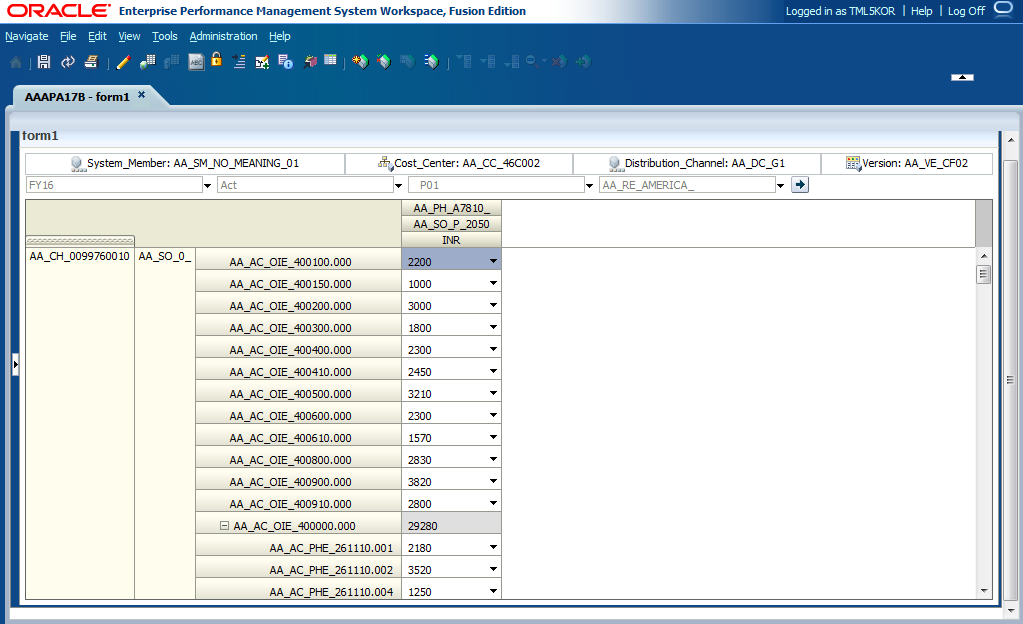 ORACLE Enterprise Performance Management System Workspace, Fusion Edition Logged in as TML5KOR | Help | Log Off
Navigate File Edit View Tools Administration Help
ABC
AAAPA17B - form1
form1
System_Member: AA_SM_NO_MEANING_01 Cost_Center: AA_CC_46C002 Distribution_Channel: AA_DC_G1 Version: AA_VE_CF02
FY16 Act P01 AA_RE_AMERICA_
AA_PH_A7810_
AA_SO_P_2050
INR
AA_CH_0099760010 AA_SO_0_ AA_AC_OIE_400100.000 2200
AA_AC_OIE_400150.000 1000
AA_AC_OIE_400200.000 3000
AA_AC_OIE_400300.000 1800
AA_AC_OIE_400400.000 2300
AA_AC_OIE_400410.000 2450
AA_AC_OIE_400500.000 3210
AA_AC_OIE_400600.000 2300
AA_AC_OIE_400610.000 1570
AA_AC_OIE_400800.000 2830
AA_AC_OIE_400900.000 3820
AA_AC_OIE_400910.000 2800
AA_AC_OIE_400000.000 29280
AA_AC_PHE_261110.001 2180
AA_AC_PHE_261110.002 3520
AA_AC_PHE_261110.004 1250